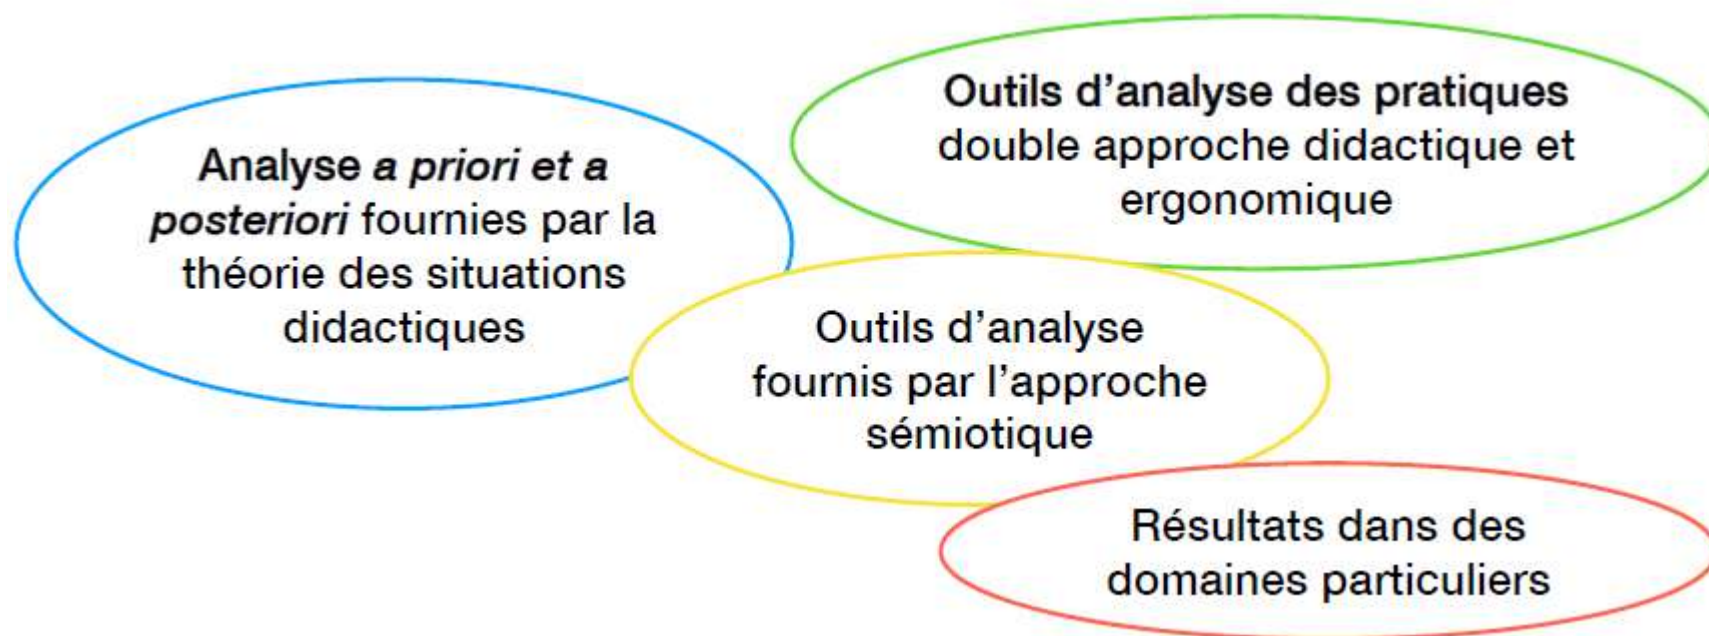 Analyse a priori et a
posteriori fournies par la
théorie des situations
didactiques
Outils d’analyse des pratiques
double approche didactique et
ergonomique
Outils d’analyse
fournis par l’approche
sémiotique
Résultats dans des
domaines particuliers